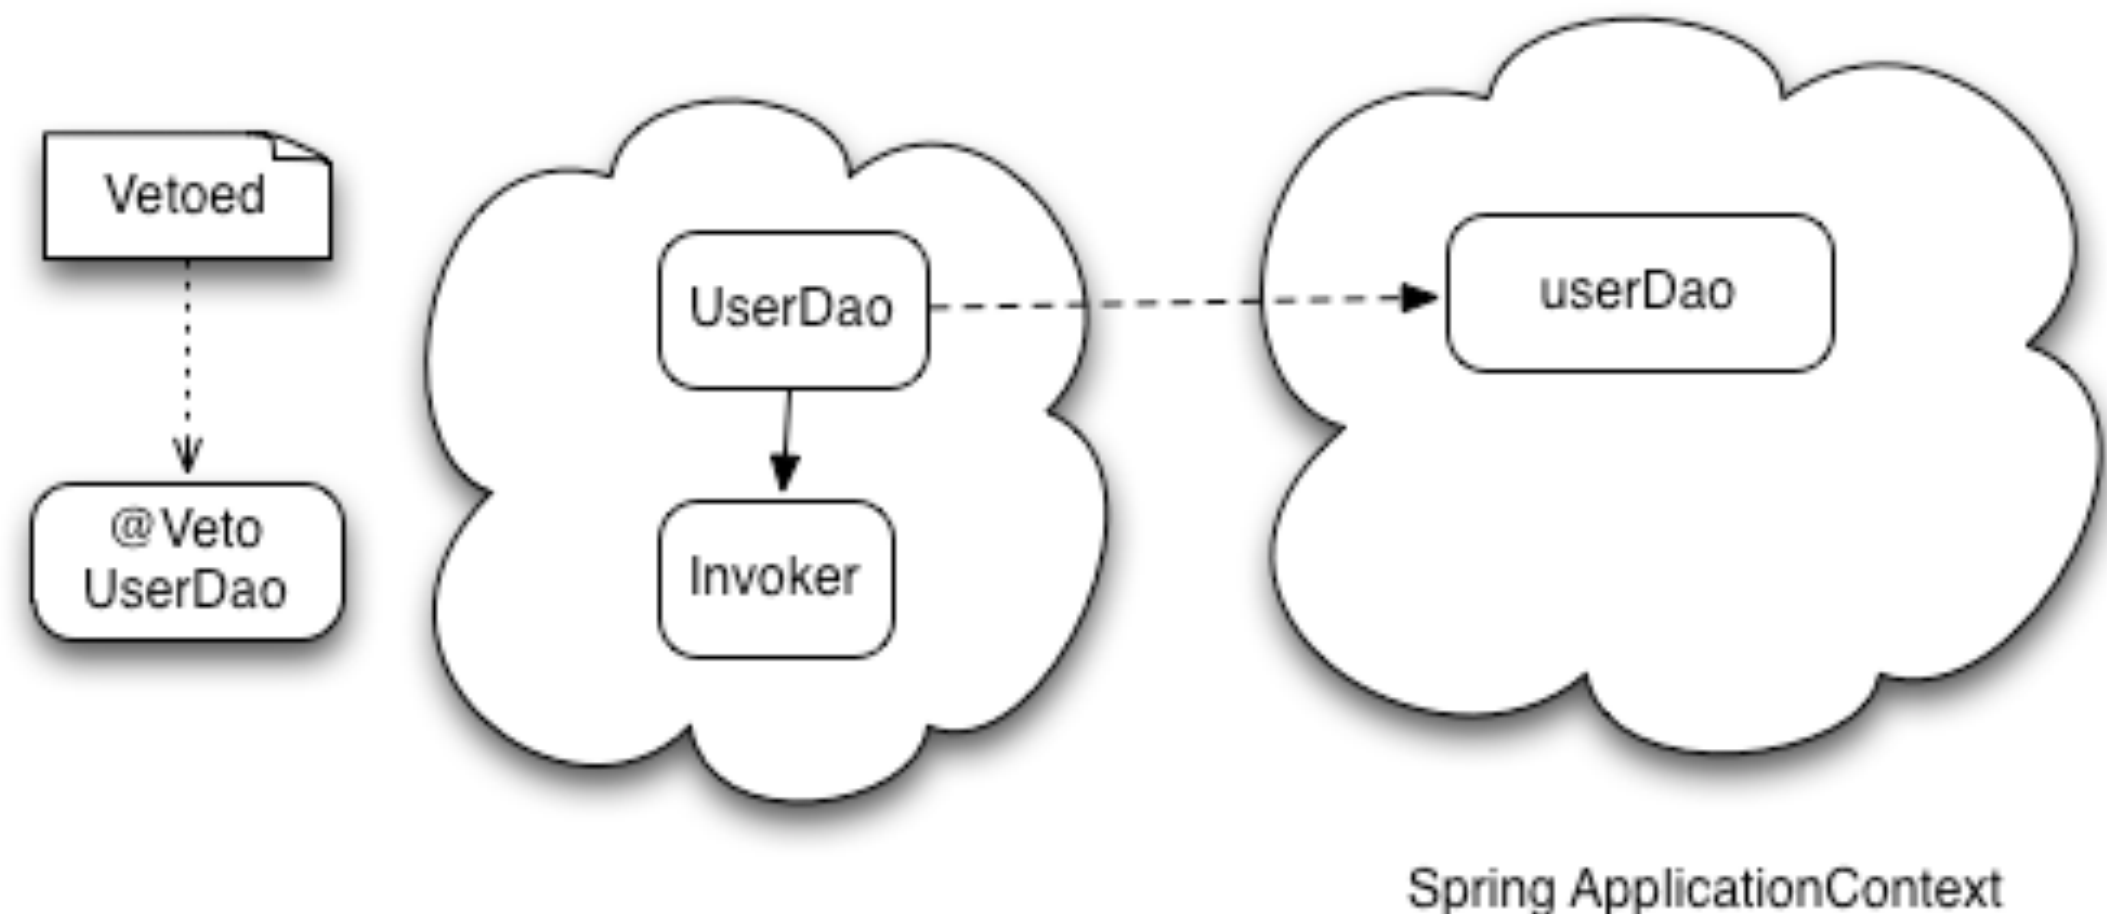 Vetoed
@Veto
UserDao
UserDao
Invoker
userDao
Spring ApplicationContext